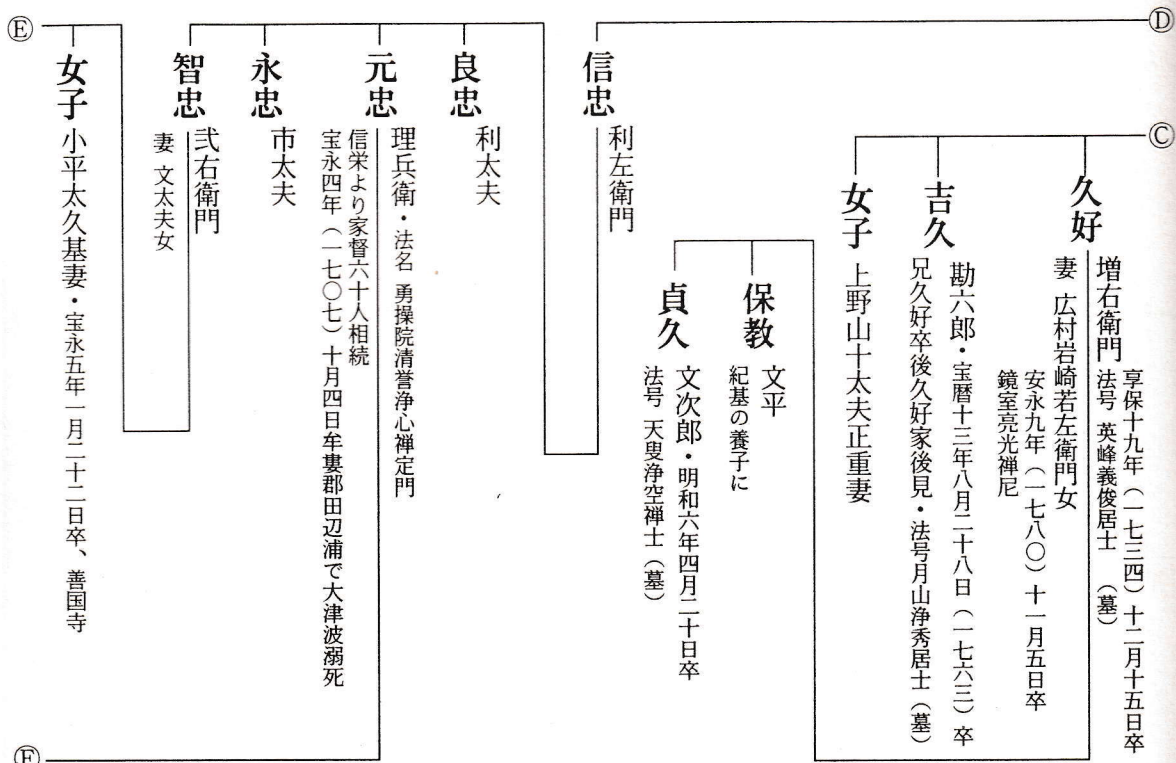 Ⓒ
久好
増右衛門
享保十九年(一七三四)十二月十五日卒
法号 英峰義俊居士 (墓)
妻 広村岩崎若左衛門女
安永九年(一七八〇)十一月五日卒
鏡室亮光禅尼
吉久
勘六郎・宝暦十三年八月二十八日(一七六三)卒
兄久好卒後久好家後見・法号月山浄秀居士(墓)
女子 上野山十太夫正重妻
保教
文平
紀基の養子に
貞久
文次郎・明和六年四月二十日卒
法号 天叟浄空禅士(墓)
Ⓓ
信忠
利左衛門
良忠
利太夫
元忠
理兵衛・法名 勇操院清誉浄心禅定門
信栄より家督六十人相続
宝永四年(一七〇七)十月四日牟婁郡田辺浦で大津波溺死
永忠
市太夫
智忠
弐右衛門
妻 文太夫女
女子 小平太久基妻・宝永五年一月二十二日卒、善国寺
Ⓔ
Ⓕ